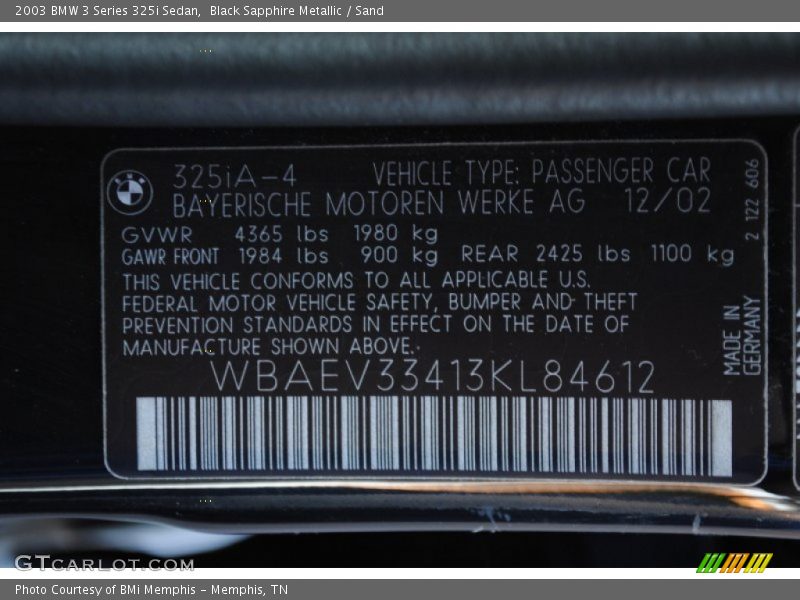 2003 BMW 3 Series 325i Sedan, Black Sapphire Metallic / Sand
325iA-4 VEHICLE TYPE: PASSENGER CAR
BAYERISCHE MOTOREN WERKE AG 12/02
GVWR 4365 lbs 1980 kg
GAWR FRONT 1984 lbs 900 kg REAR 2425 lbs 1100 kg
THIS VEHICLE CONFORMS TO ALL APPLICABLE U.S.
FEDERAL MOTOR VEHICLE SAFETY, BUMPER AND THEFT
PREVENTION STANDARDS IN EFFECT ON THE DATE OF
MANUFACTURE SHOWN ABOVE.
WBAEV33413KL84612
2 122 606
MADE IN
GERMANY
GTCARLOT.COM
Photo Courtesy of BMi Memphis - Memphis, TN